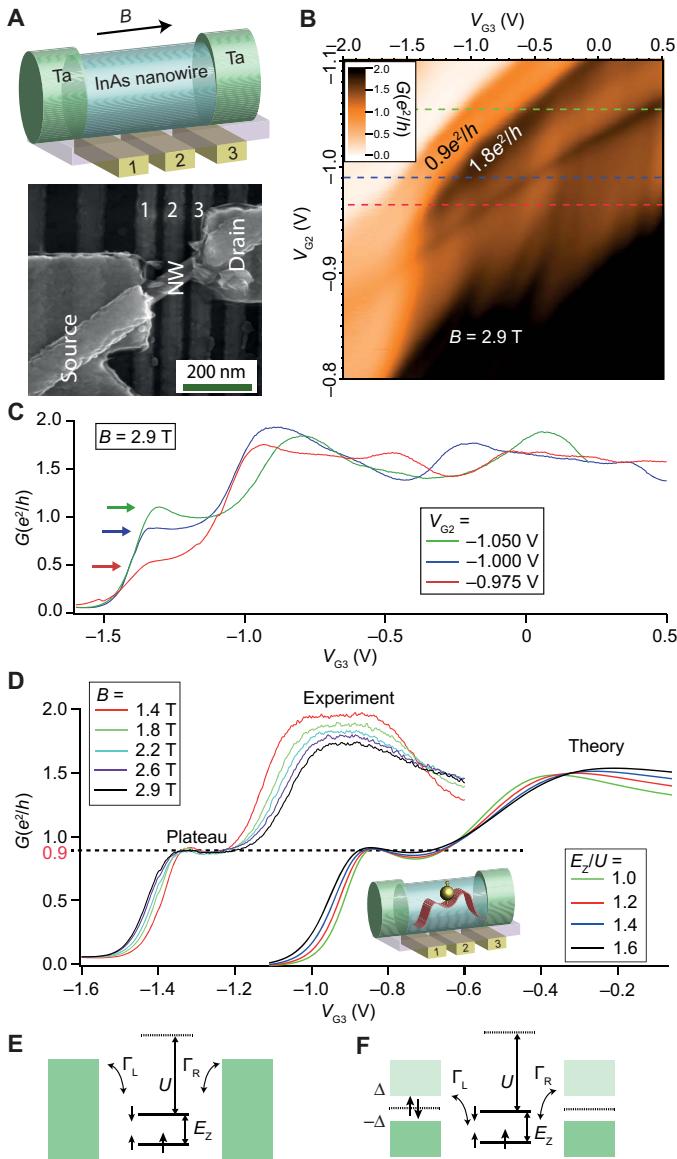 A
B
Ta
Ta
InAs nanowire
1
2
3
1
2
3
NW
Drain
Source
200 nm
B
V_G3 (V)
−2.0
−1.5
−1.0
0.0
0.5
−1.1
−1.0
−0.9
−0.8
V_G2 (V)
2.0
1.5
1.0
0.5
0.0
G(e²/h)
0.9e²/h
1.8e²/h
B = 2.9 T
C
B = 2.9 T
2.0
1.5
1.0
0.5
0.0
G(e²/h)
V_G2 =
−1.050 V
−1.000 V
−0.975 V
−1.5
−1.0
−0.5
0
0.5
V_G3 (V)
D
B =
1.4 T
1.8 T
2.2 T
2.6 T
2.9 T
Experiment
Theory
Plateau
2.0
1.5
1.0
0.9
0.5
0.0
G(e²/h)
E_Z/U =
1.0
1.2
1.4
1.6
1
2
3
−1.6
−1.4
−1.2
−1.0
−0.8
−0.6
−0.4
−0.2
V_G3 (V)
E
Γ_L
Γ_R
U
E_Z
F
Δ
−Δ
Γ_L
Γ_R
U
E_Z